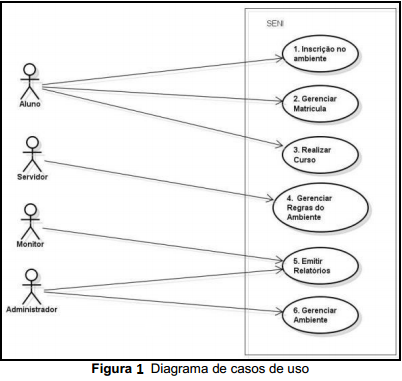 SENI
1. Inscrição no
ambiente
Aluno
2. Gerenciar
Matrícula
3. Realizar
Curso
Servidor
4. Gerenciar
Regras do
Ambiente
Monitor
5. Emitir
Relatórios
Administrador
6. Gerenciar
Ambiente
Figura 1 Diagrama de casos de uso